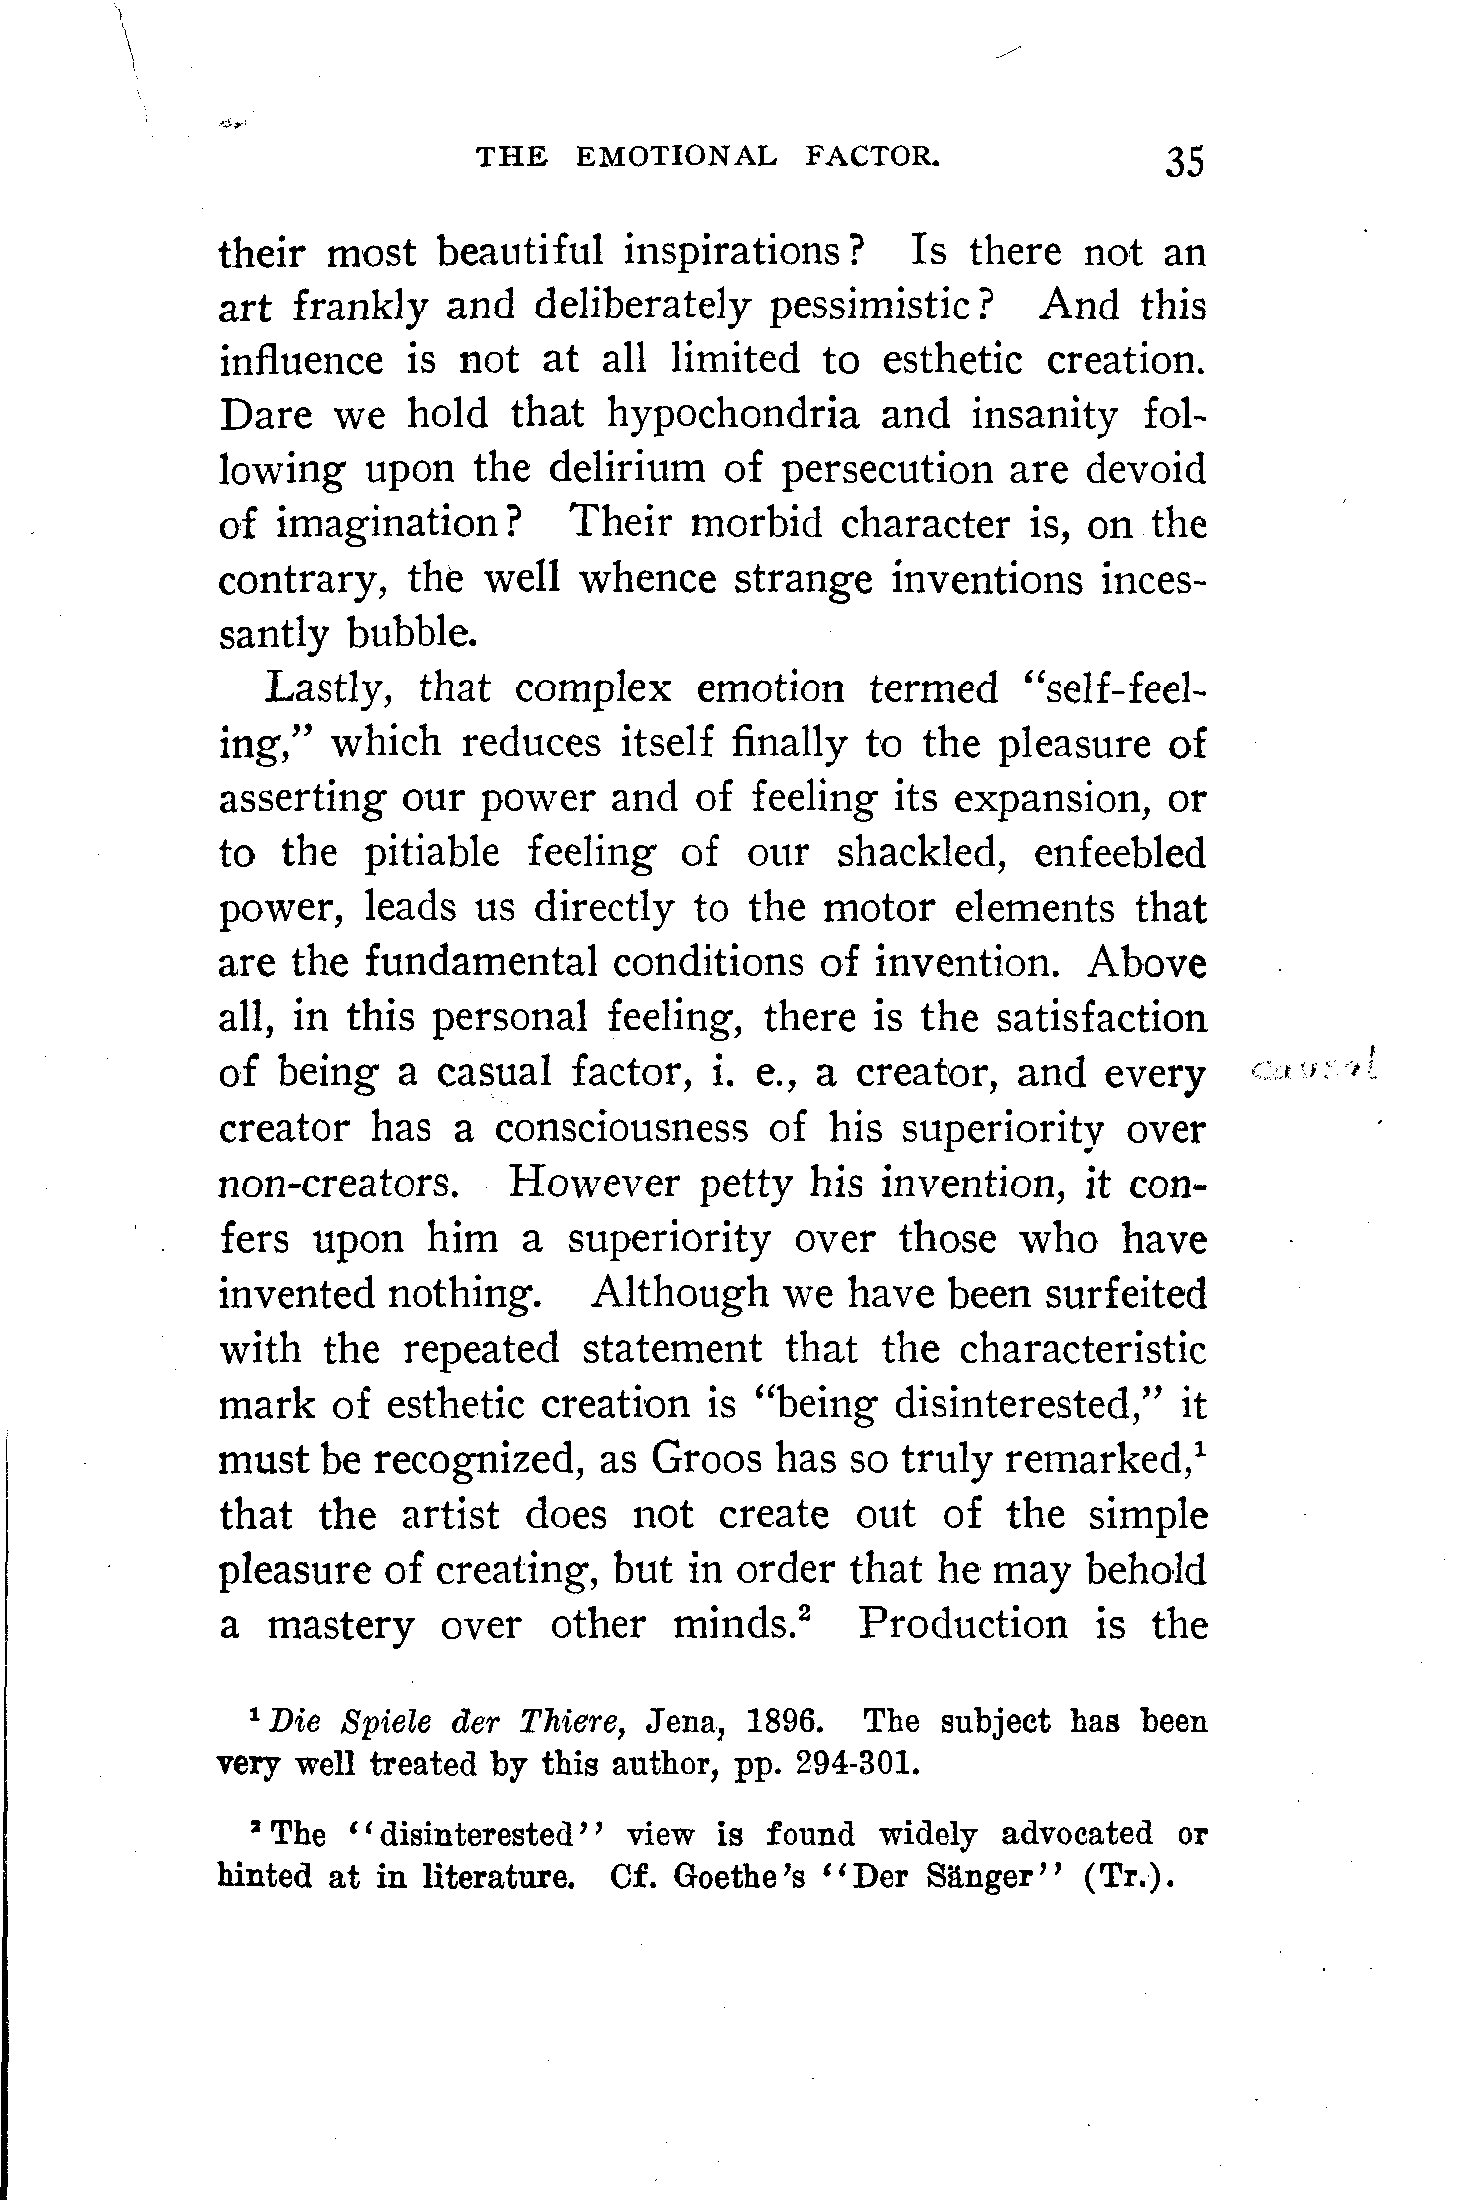 THE EMOTIONAL FACTOR. 35
their most beautiful inspirations? Is there not an
art frankly and deliberately pessimistic? And this
influence is not at all limited to esthetic creation.
Dare we hold that hypochondria and insanity fol-
lowing upon the delirium of persecution are devoid
of imagination? Their morbid character is, on the
contrary, the well whence strange inventions inces-
santly bubble.
Lastly, that complex emotion termed “self-feel-
ing,” which reduces itself finally to the pleasure of
asserting our power and of feeling its expansion, or
to the pitiable feeling of our shackled, enfeebled
power, leads us directly to the motor elements that
are the fundamental conditions of invention. Above
all, in this personal feeling, there is the satisfaction
of being a casual factor, i. e., a creator, and every causal
creator has a consciousness of his superiority over
non-creators. However petty his invention, it con-
fers upon him a superiority over those who have
invented nothing. Although we have been surfeited
with the repeated statement that the characteristic
mark of esthetic creation is “being disinterested,” it
must be recognized, as Groos has so truly remarked,¹
that the artist does not create out of the simple
pleasure of creating, but in order that he may behold
a mastery over other minds.² Production is the
¹ Die Spiele der Thiere, Jena, 1896. The subject has been
very well treated by this author, pp. 294-301.
² The ‘‘disinterested’’ view is found widely advocated or
hinted at in literature. Cf. Goethe's ‘‘Der Sänger’’ (Tr.).